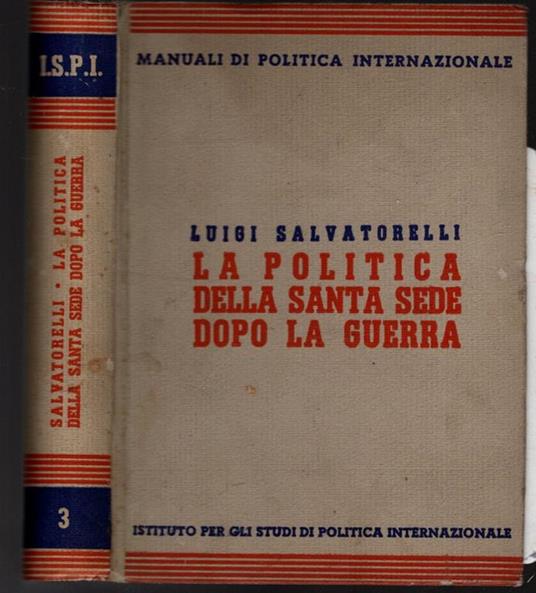 I.S.P.I.
SALVATORELLI • LA POLITICA
DELLA SANTA SEDE DOPO LA GUERRA
3
MANUALI DI POLITICA INTERNAZIONALE
LUIGI SALVATORELLI
LA POLITICA
DELLA SANTA SEDE
DOPO LA GUERRA
ISTITUTO PER GLI STUDI DI POLITICA INTERNAZIONALE